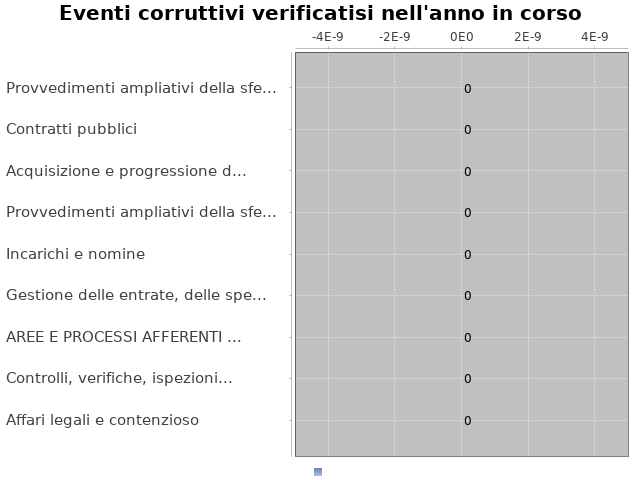 Eventi corruttivi verificatisi nell'anno in corso
-4E-9 -2E-9 0E0 2E-9 4E-9
Provvedimenti ampliativi della sfe... 0
Contratti pubblici 0
Acquisizione e progressione d... 0
Provvedimenti ampliativi della sfe... 0
Incarichi e nomine 0
Gestione delle entrate, delle spe... 0
AREE E PROCESSI AFFERENTI ... 0
Controlli, verifiche, ispezioni... 0
Affari legali e contenzioso 0